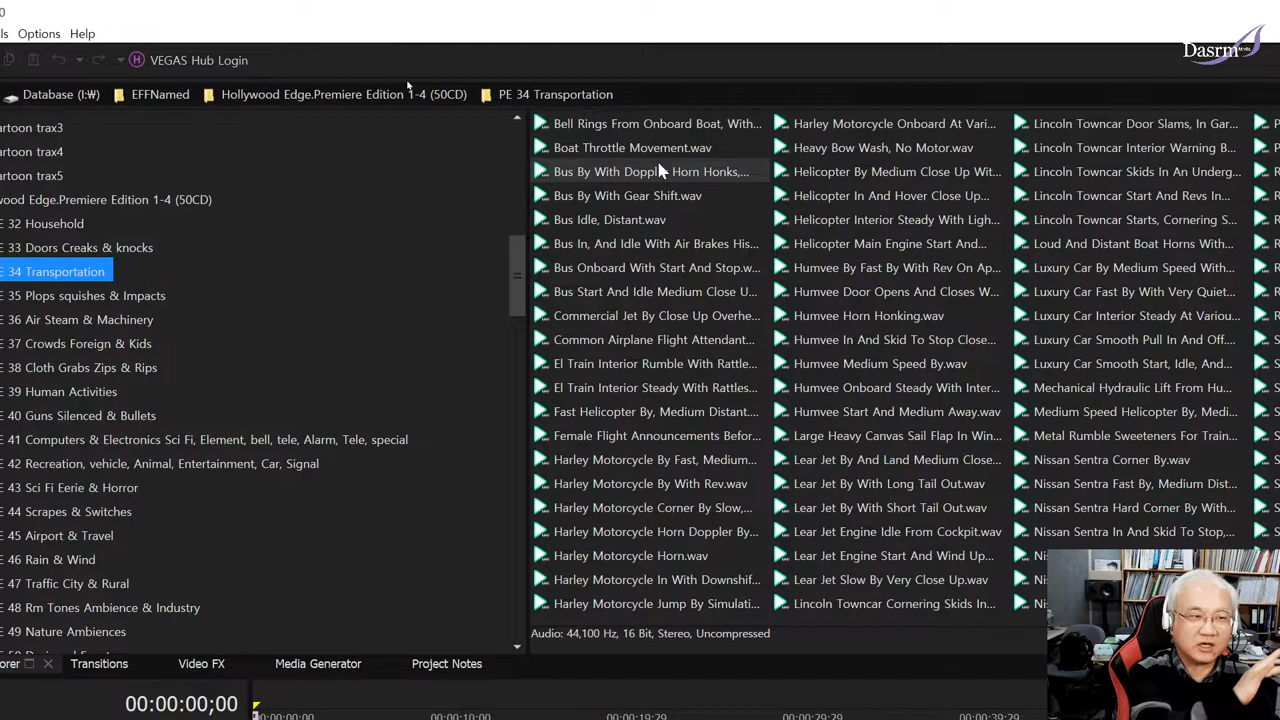 Dasrm Media
ls Options Help
VEGAS Hub Login
Database (I:₩) EFFNamed Hollywood Edge.Premiere Edition 1-4 (50CD) PE 34 Transportation
artoon trax3
artoon trax4
artoon trax5
wood Edge.Premiere Edition 1-4 (50CD)
E 32 Household
E 33 Doors Creaks & knocks
E 34 Transportation
E 35 Plops squishes & Impacts
E 36 Air Steam & Machinery
E 37 Crowds Foreign & Kids
E 38 Cloth Grabs Zips & Rips
E 39 Human Activities
E 40 Guns Silenced & Bullets
E 41 Computers & Electronics Sci Fi, Element, bell, tele, Alarm, Tele, special
E 42 Recreation, vehicle, Animal, Entertainment, Car, Signal
E 43 Sci Fi Eerie & Horror
E 44 Scrapes & Switches
E 45 Airport & Travel
E 46 Rain & Wind
E 47 Traffic City & Rural
E 48 Rm Tones Ambience & Industry
E 49 Nature Ambiences
Bell Rings From Onboard Boat, With...
Boat Throttle Movement.wav
Bus By With Doppl Horn Honks,...
Bus By With Gear Shift.wav
Bus Idle, Distant.wav
Bus In, And Idle With Air Brakes His...
Bus Onboard With Start And Stop.w...
Bus Start And Idle Medium Close U...
Commercial Jet By Close Up Overhe...
Common Airplane Flight Attendant...
El Train Interior Rumble With Rattle...
El Train Interior Steady With Rattles...
Fast Helicopter By, Medium Distant....
Female Flight Announcements Befor...
Harley Motorcycle By Fast, Medium...
Harley Motorcycle By With Rev.wav
Harley Motorcycle Corner By Slow,...
Harley Motorcycle Horn Doppler By...
Harley Motorcycle Horn.wav
Harley Motorcycle In With Downshif...
Harley Motorcycle Jump By Simulati...
Harley Motorcycle Onboard At Vari...
Heavy Bow Wash, No Motor.wav
Helicopter By Medium Close Up Wit...
Helicopter In And Hover Close Up...
Helicopter Interior Steady With Ligh...
Helicopter Main Engine Start And...
Humvee By Fast By With Rev On Ap...
Humvee Door Opens And Closes W...
Humvee Horn Honking.wav
Humvee In And Skid To Stop Close...
Humvee Medium Speed By.wav
Humvee Onboard Steady With Inter...
Humvee Start And Medium Away.wav
Large Heavy Canvas Sail Flap In Win...
Lear Jet By And Land Medium Close...
Lear Jet By With Long Tail Out.wav
Lear Jet By With Short Tail Out.wav
Lear Jet Engine Idle From Cockpit.wav
Lear Jet Engine Start And Wind Up...
Lear Jet Slow By Very Close Up.wav
Lincoln Towncar Cornering Skids In...
Lincoln Towncar Door Slams, In Gar...
Lincoln Towncar Interior Warning B...
Lincoln Towncar Skids In An Underg...
Lincoln Towncar Start And Revs In...
Lincoln Towncar Starts, Cornering S...
Loud And Distant Boat Horns With...
Luxury Car By Medium Speed With...
Luxury Car Fast By With Very Quiet...
Luxury Car Interior Steady At Variou...
Luxury Car Smooth Pull In And Off...
Luxury Car Smooth Start, Idle, And...
Mechanical Hydraulic Lift From Hu...
Medium Speed Helicopter By, Medi...
Metal Rumble Sweeteners For Train...
Nissan Sentra Corner By.wav
Nissan Sentra Fast By, Medium Dist...
Nissan Sentra Hard Corner By With...
Nissan Sentra In And Skid To Stop,...
Audio: 44,100 Hz, 16 Bit, Stereo, Uncompressed
orer Transitions Video FX Media Generator Project Notes
00:00:00;00
00:00:00:00 00:00:10:00 00:00:19:29 00:00:29:29 00:00:39:29